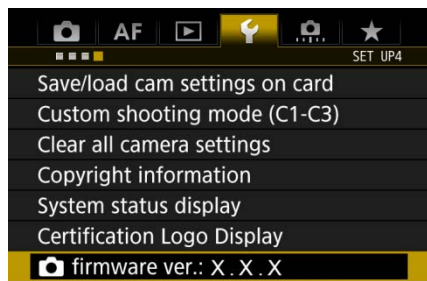 AF
SET UP4
Save/load cam settings on card
Custom shooting mode (C1-C3)
Clear all camera settings
Copyright information
System status display
Certification Logo Display
firmware ver.: X.X.X